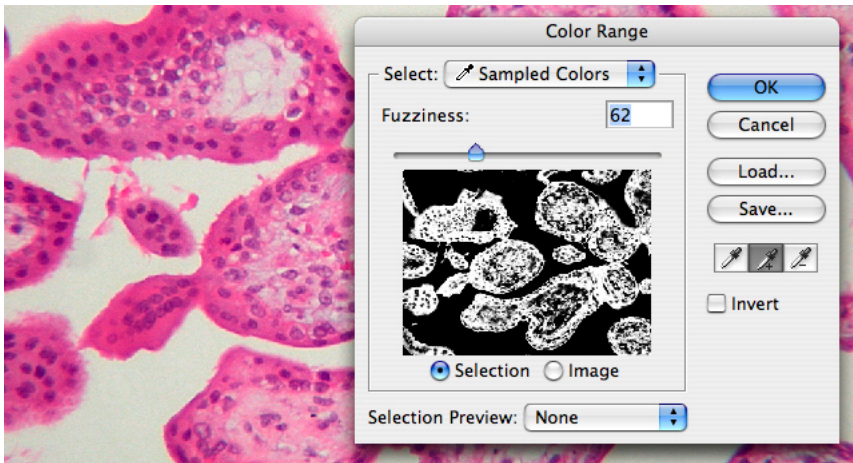 Color Range
Select: Sampled Colors
OK
Fuzziness: 62
Cancel
Load...
Save...
Invert
Selection Image
Selection Preview: None